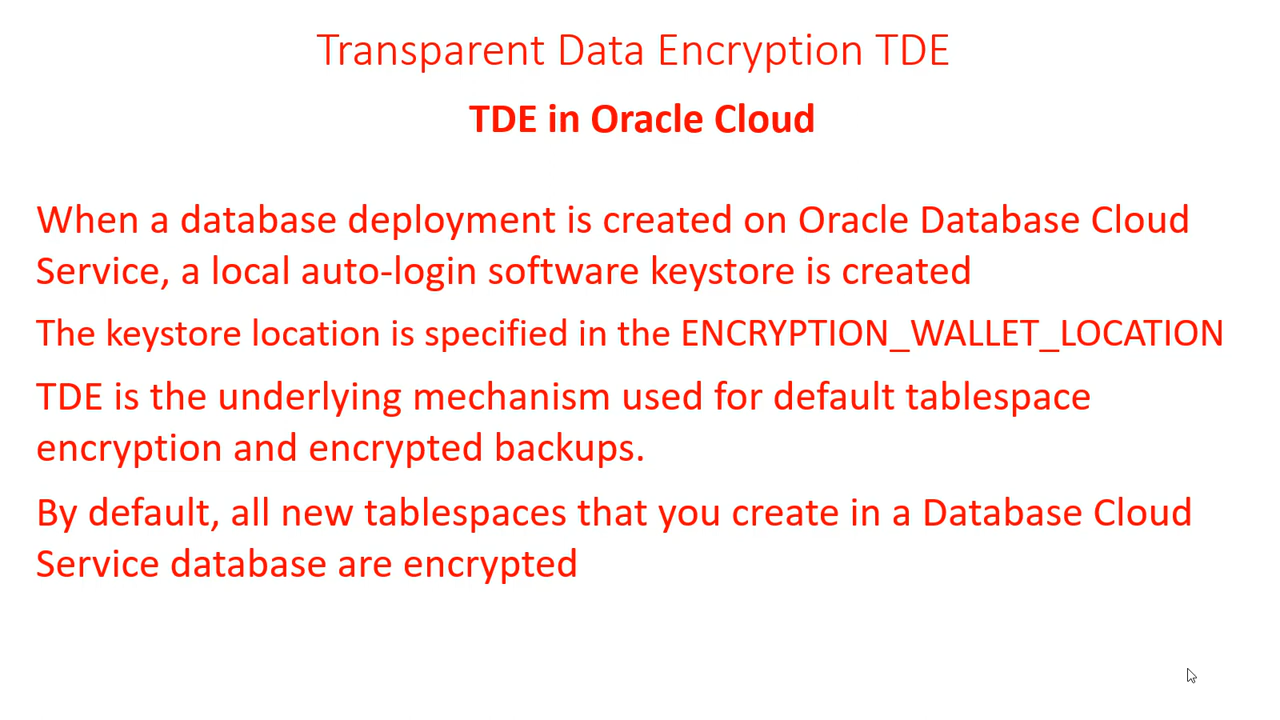 Transparent Data Encryption TDE
TDE in Oracle Cloud
When a database deployment is created on Oracle Database Cloud
Service, a local auto-login software keystore is created
The keystore location is specified in the ENCRYPTION_WALLET_LOCATION
TDE is the underlying mechanism used for default tablespace
encryption and encrypted backups.
By default, all new tablespaces that you create in a Database Cloud
Service database are encrypted